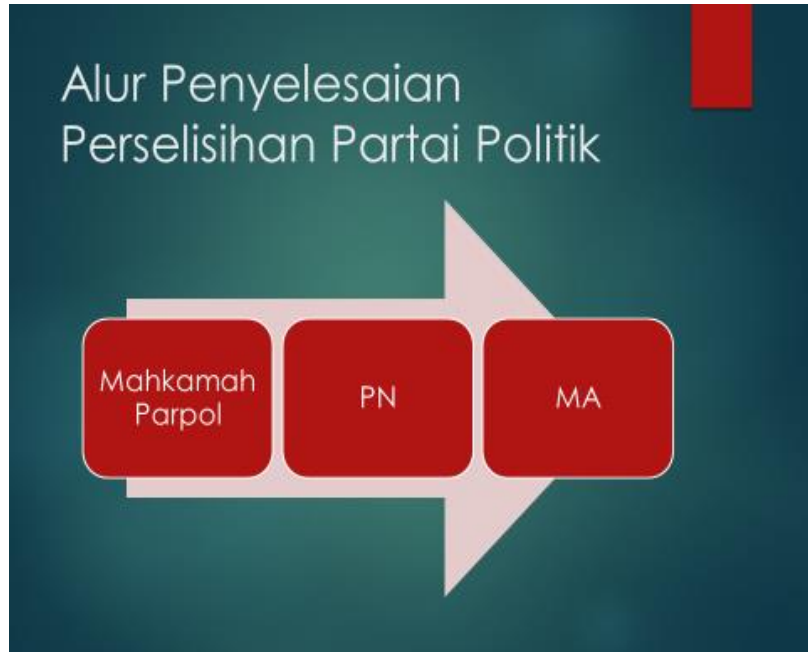 Alur Penyelesaian
Perselisihan Partai Politik
Mahkamah
Parpol
PN
MA